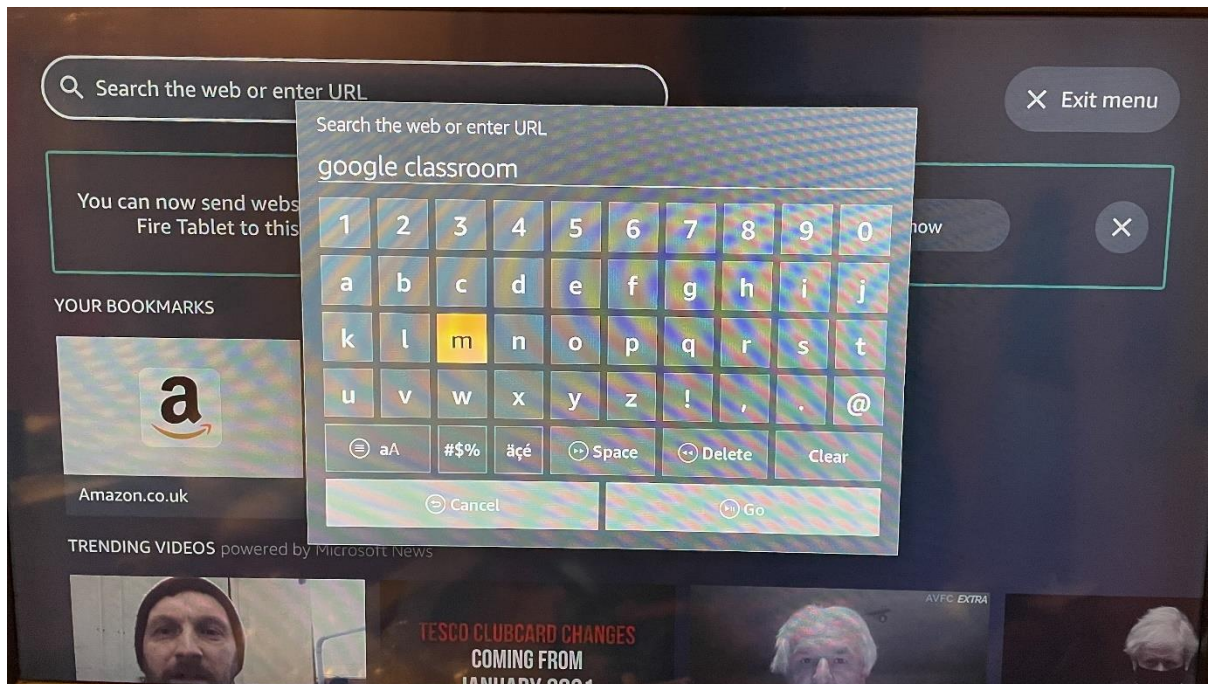 Search the web or enter URL
Exit menu
Search the web or enter URL
google classroom
You can now send webs
Fire Tablet to this
now
1 2 3 4 5 6 7 8 9 0
a b c d e f g h i j
k l m n o p q r s t
u v w x y z ! , . @
aA #$% äçé Space Delete Clear
Cancel Go
YOUR BOOKMARKS
a
Amazon.co.uk
TRENDING VIDEOS powered by Microsoft News
TESCO CLUBCARD CHANGES
COMING FROM
JANUARY 2021
AVFC EXTRA